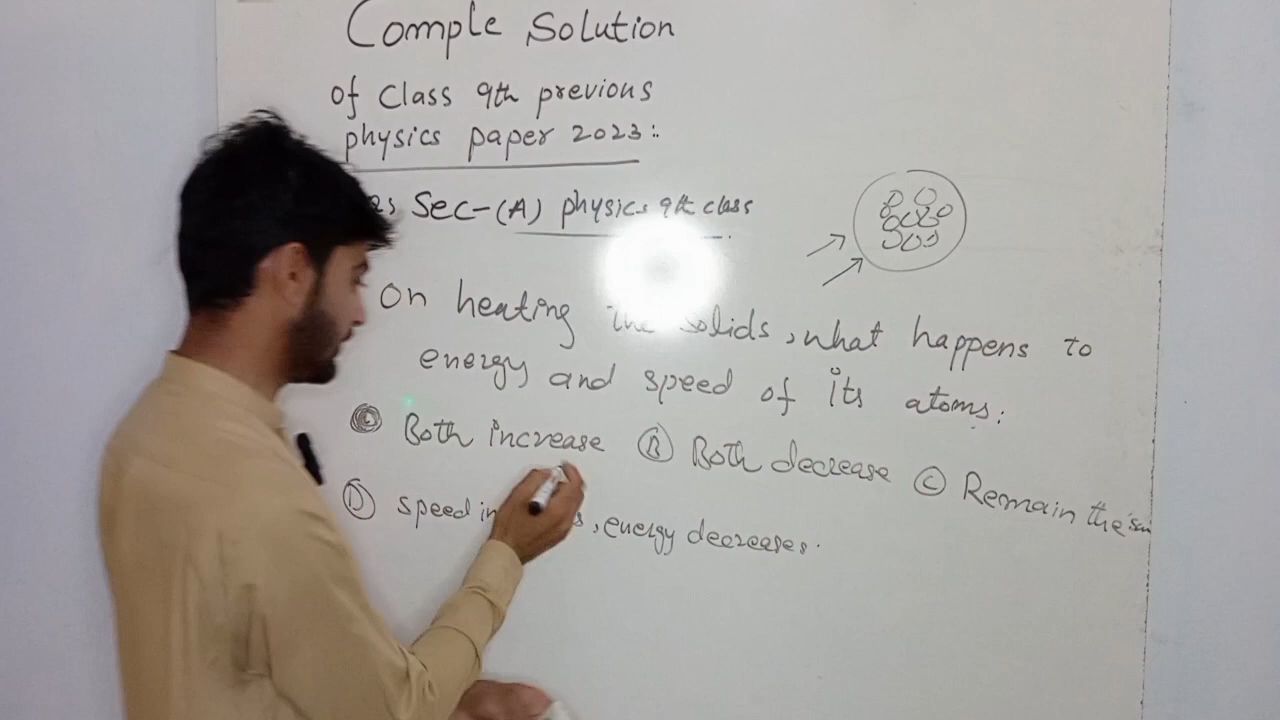 Comple Solution
of Class 9th previous
physics paper 2023:.
Sec-(A) physics 9th class
On heating the solids, what happens to
energy and speed of its atoms:
Both increase Ⓑ Both decrease Ⓒ Remain the
Ⓓ speed , energy decreases.